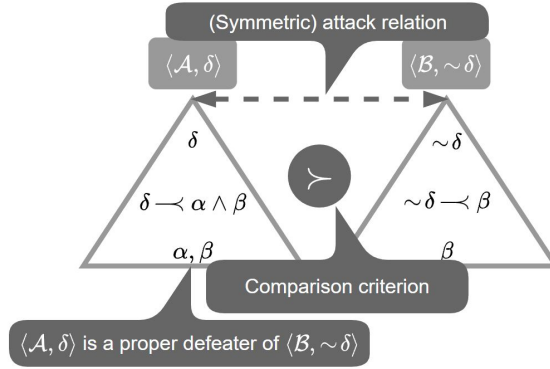 (Symmetric) attack relation
⟨𝒜, δ⟩
⟨ℬ, ∼δ⟩
δ
∼δ
≻
δ ⤙ α ∧ β
∼δ ⤙ β
α, β
β
Comparison criterion
⟨𝒜, δ⟩ is a proper defeater of ⟨ℬ, ∼δ⟩